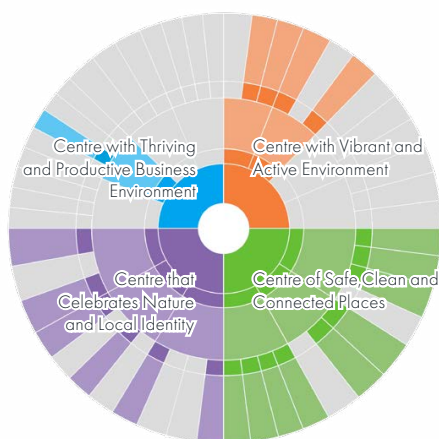 Centre with Thriving
and Productive Business
Environment
Centre with Vibrant and
Active Environment
Centre that
Celebrates Nature
and Local Identity
Centre of Safe,Clean and
Connected Places